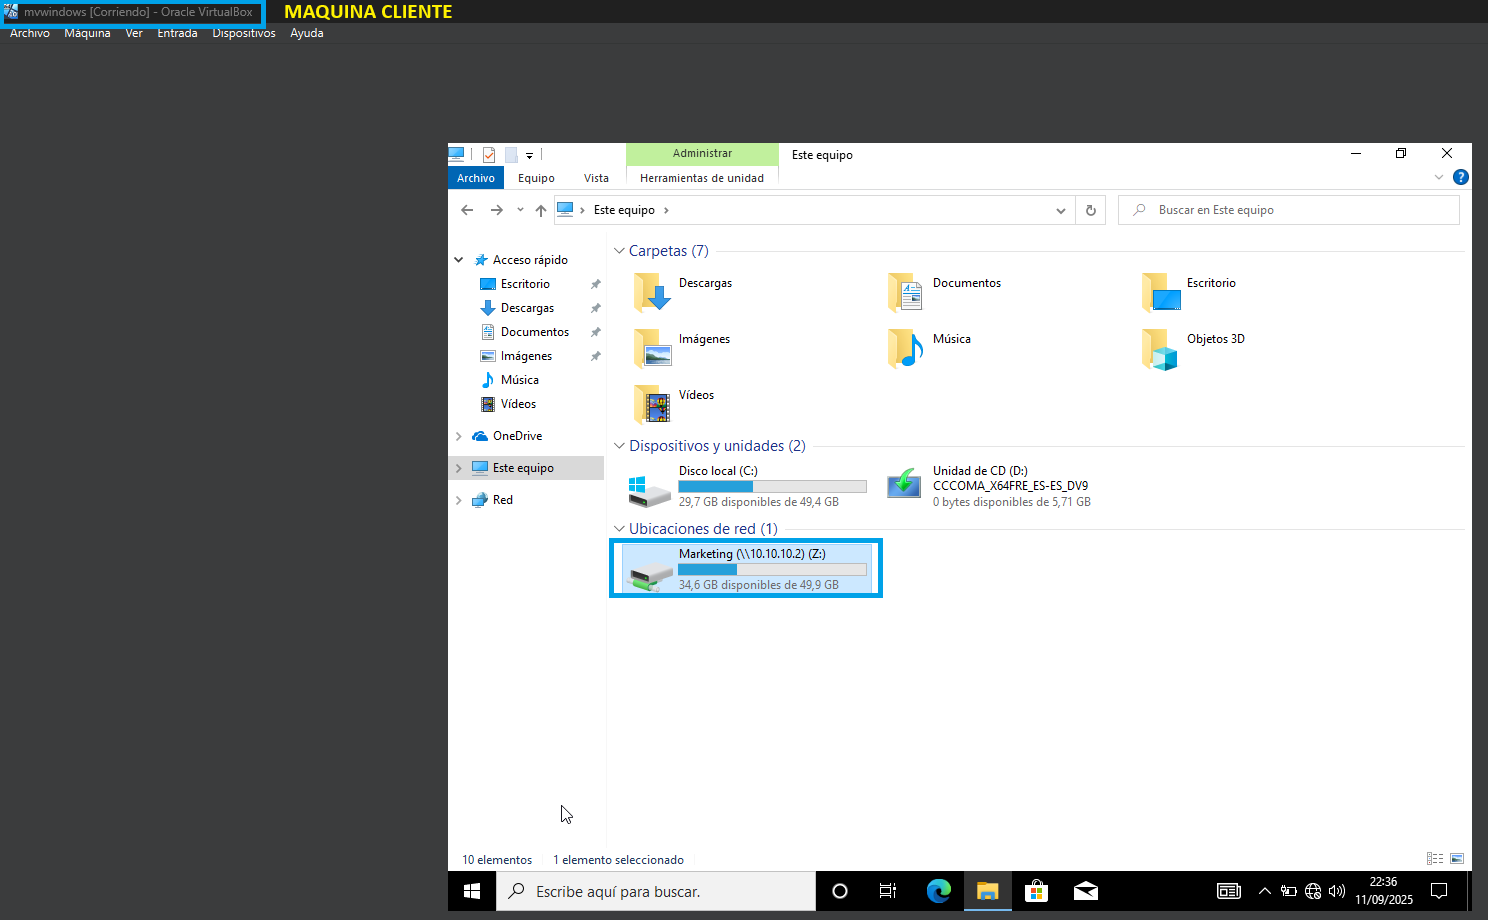 mvwindows [Corriendo] - Oracle VirtualBox
MAQUINA CLIENTE
Archivo Máquina Ver Entrada Dispositivos Ayuda
Administrar
Este equipo
Archivo Equipo Vista Herramientas de unidad
Este equipo
Buscar en Este equipo
Acceso rápido
Escritorio
Descargas
Documentos
Imágenes
Música
Vídeos
OneDrive
Este equipo
Red
Carpetas (7)
Descargas
Documentos
Escritorio
Imágenes
Música
Objetos 3D
Vídeos
Dispositivos y unidades (2)
Disco local (C:)
29,7 GB disponibles de 49,4 GB
Unidad de CD (D:)
CCCOMA_X64FRE_ES-ES_DV9
0 bytes disponibles de 5,71 GB
Ubicaciones de red (1)
Marketing (\\10.10.10.2) (Z:)
34,6 GB disponibles de 49,9 GB
10 elementos 1 elemento seleccionado
Escribe aquí para buscar.
22:36
11/09/2025